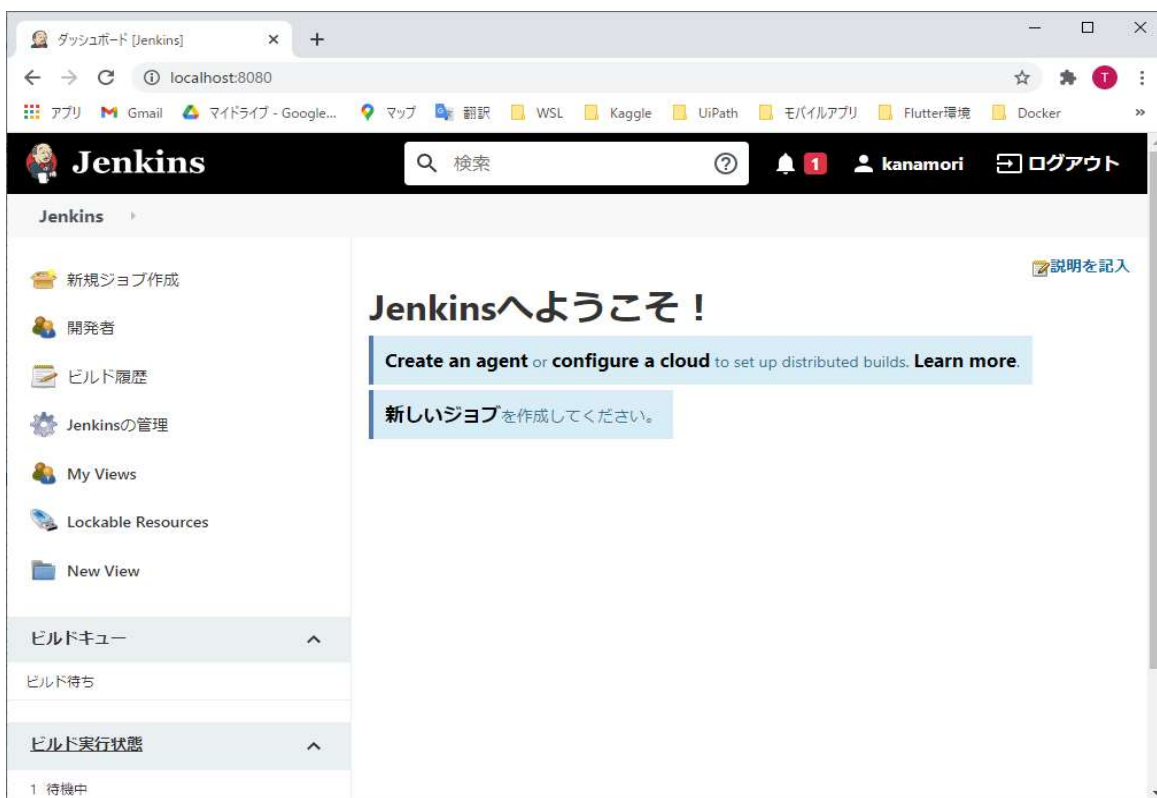 ダッシュボード [Jenkins]
localhost:8080
T
アプリ Gmail マイドライブ - Google... マップ 翻訳 WSL Kaggle UiPath モバイルアプリ Flutter環境 Docker »
Jenkins 検索 1 kanamori ログアウト
Jenkins
説明を記入
新規ジョブ作成
開発者
ビルド履歴
Jenkinsの管理
My Views
Lockable Resources
New View
Jenkinsへようこそ！
Create an agent or configure a cloud to set up distributed builds. Learn more.
新しいジョブを作成してください。
ビルドキュー
ビルド待ち
ビルド実行状態
1 待機中